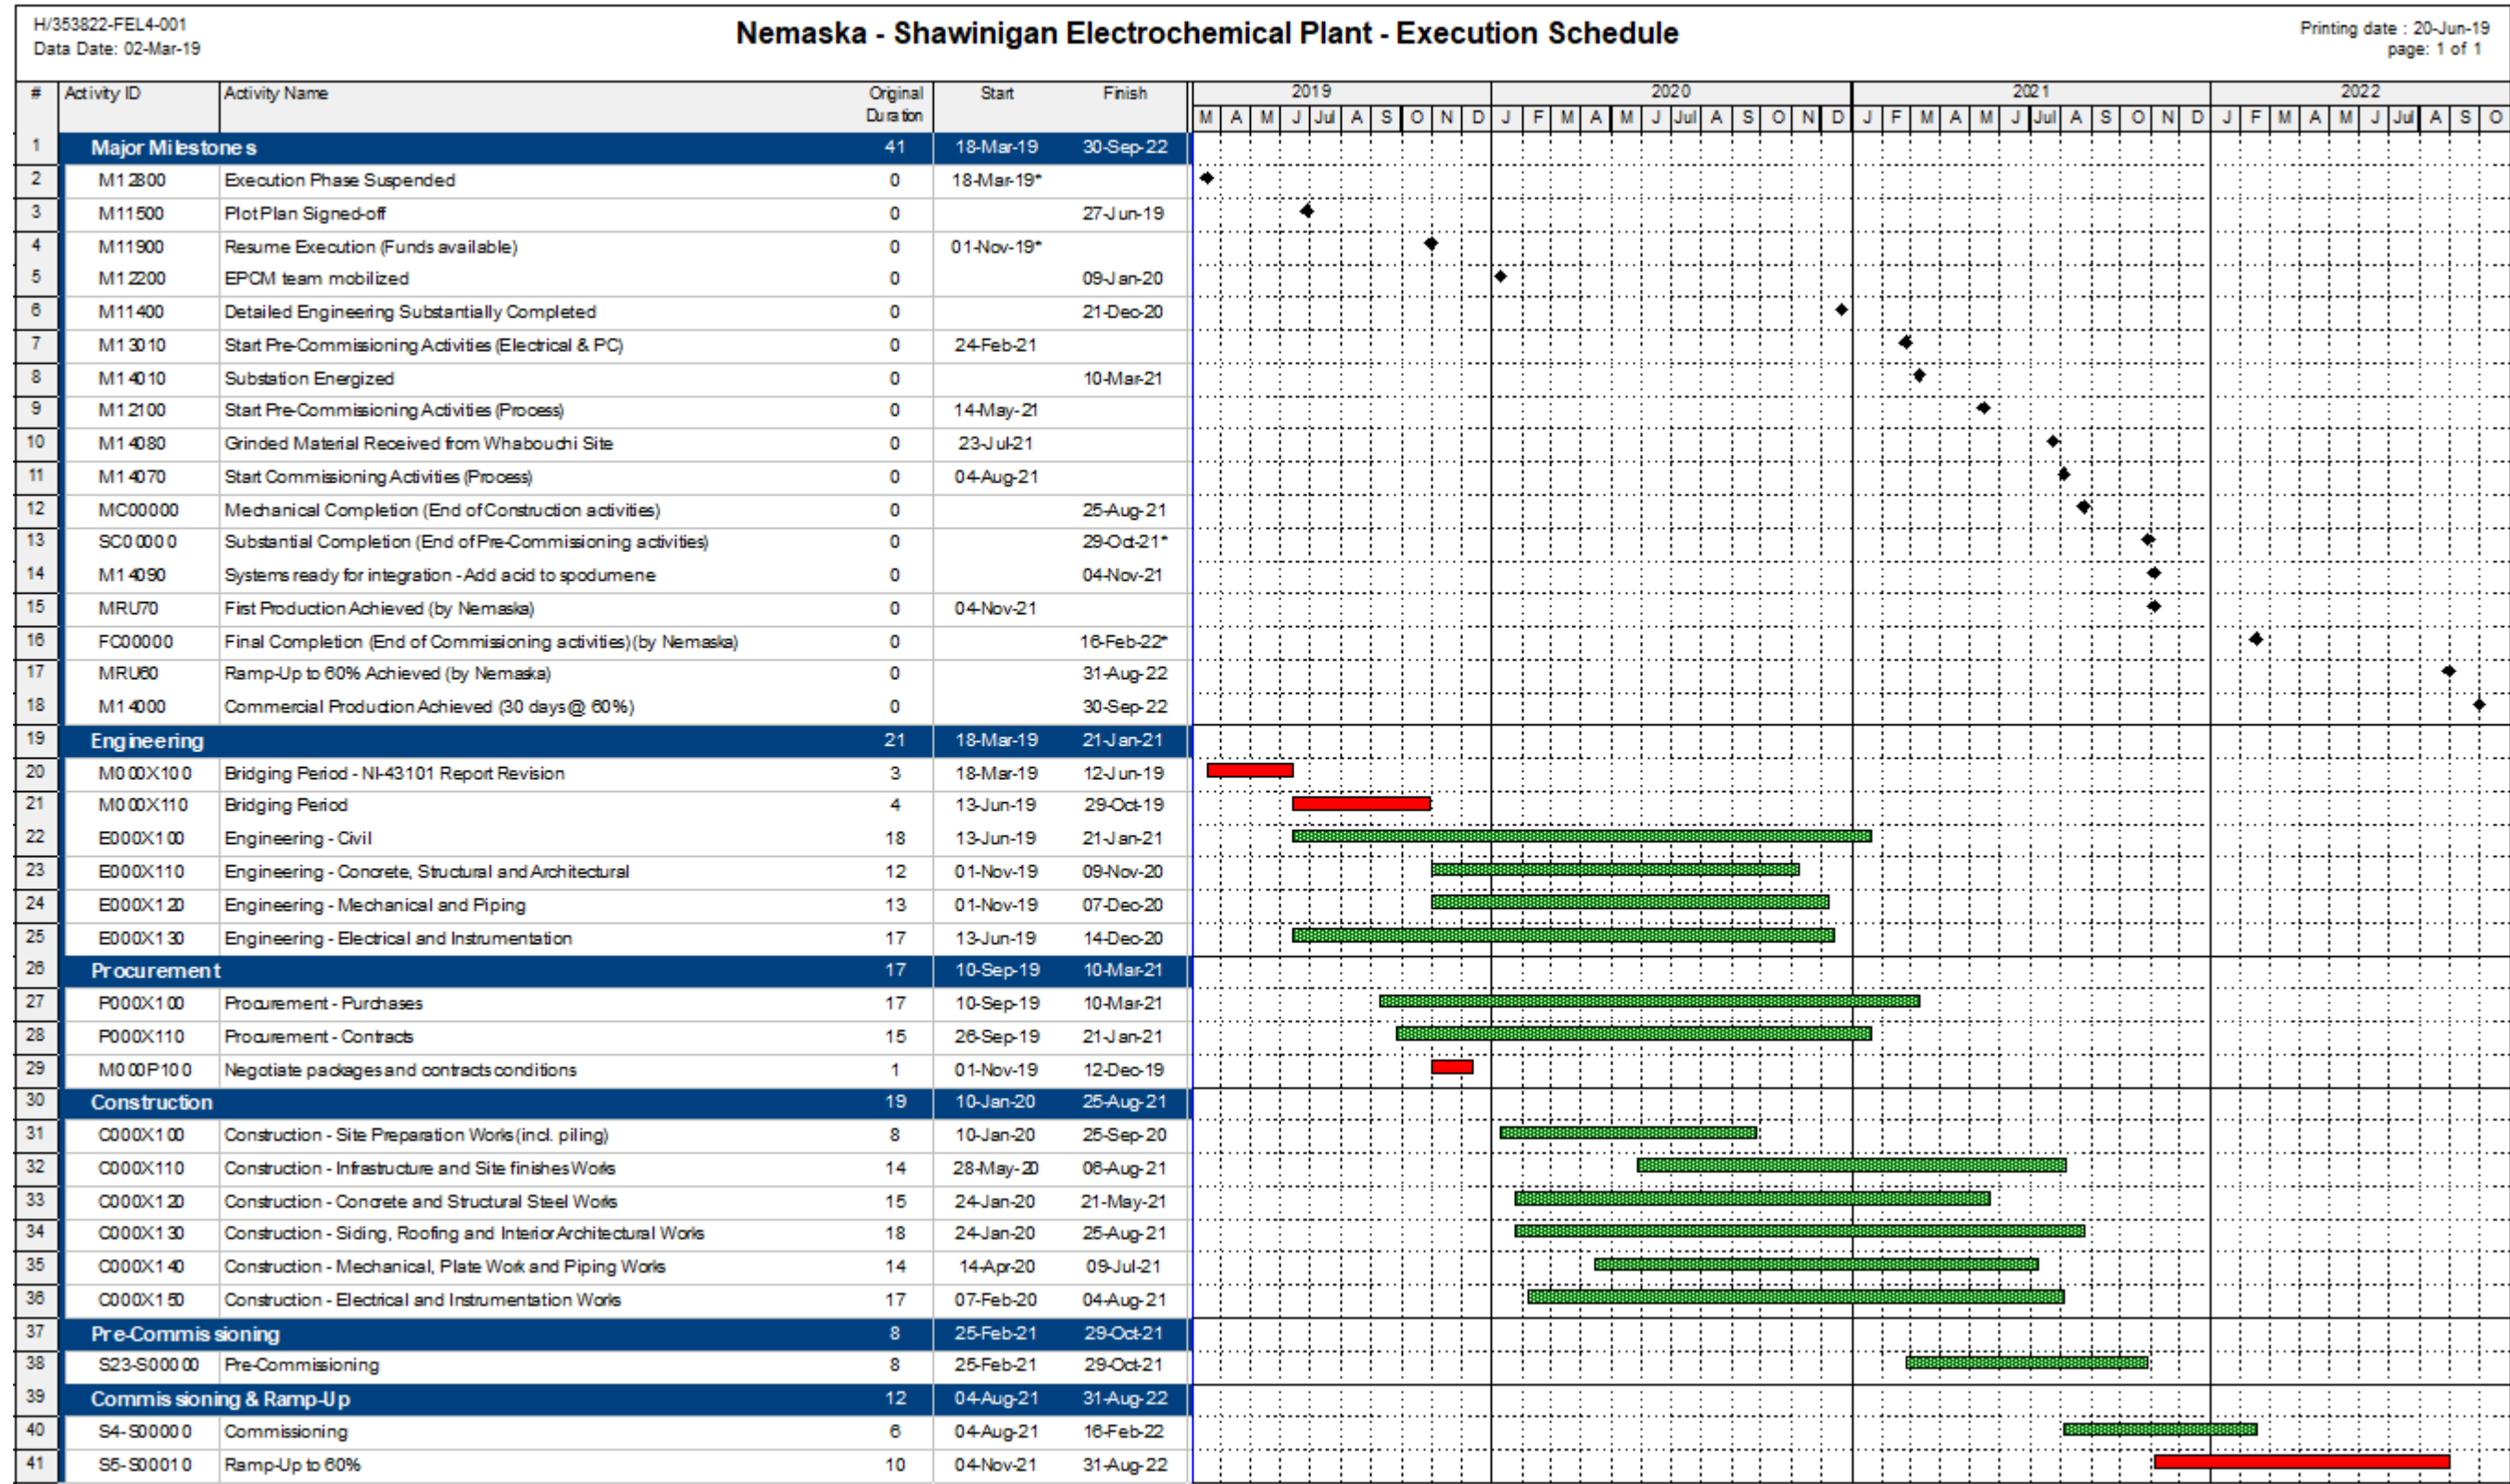 H/353822-FEL4-001
Data Date: 02-Mar-19
Nemaska - Shawinigan Electrochemical Plant - Execution Schedule
Printing date : 20-Jun-19
page: 1 of 1
# Activity ID Activity Name Original Duration Start Finish 2019 2020 2021 2022
M A M J Jul A S O N D J F M A M J Jul A S O N D J F M A M J Jul A S O N D J F M A M J Jul A S O
1 Major Milestones 41 18-Mar-19 30-Sep-22
2 M12800 Execution Phase Suspended 0 18-Mar-19*
3 M11500 Plot Plan Signed-off 0 27-Jun-19
4 M11900 Resume Execution (Funds available) 0 01-Nov-19*
5 M12200 EPCM team mobilized 0 09-Jan-20
6 M11400 Detailed Engineering Substantially Completed 0 21-Dec-20
7 M13010 Start Pre-Commissioning Activities (Electrical & PC) 0 24-Feb-21
8 M14010 Substation Energized 0 10-Mar-21
9 M12100 Start Pre-Commissioning Activities (Process) 0 14-May-21
10 M14080 Grinded Material Received from Whabouchi Site 0 23-Jul-21
11 M14070 Start Commissioning Activities (Process) 0 04-Aug-21
12 MC00000 Mechanical Completion (End of Construction activities) 0 25-Aug-21
13 SC00000 Substantial Completion (End of Pre-Commissioning activities) 0 29-Oct-21*
14 M14090 Systems ready for integration - Add acid to spodumene 0 04-Nov-21
15 MRU70 First Production Achieved (by Nemaska) 0 04-Nov-21
16 FC00000 Final Completion (End of Commissioning activities) (by Nemaska) 0 16-Feb-22*
17 MRU60 Ramp-Up to 60% Achieved (by Nemaska) 0 31-Aug-22
18 M14000 Commercial Production Achieved (30 days @ 60%) 0 30-Sep-22
19 Engineering 21 18-Mar-19 21-Jan-21
20 M000X100 Bridging Period - NI-43101 Report Revision 3 18-Mar-19 12-Jun-19
21 M000X110 Bridging Period 4 13-Jun-19 29-Oct-19
22 E000X100 Engineering - Civil 18 13-Jun-19 21-Jan-21
23 E000X110 Engineering - Concrete, Structural and Architectural 12 01-Nov-19 09-Nov-20
24 E000X120 Engineering - Mechanical and Piping 13 01-Nov-19 07-Dec-20
25 E000X130 Engineering - Electrical and Instrumentation 17 13-Jun-19 14-Dec-20
26 Procurement 17 10-Sep-19 10-Mar-21
27 P000X100 Procurement - Purchases 17 10-Sep-19 10-Mar-21
28 P000X110 Procurement - Contracts 15 26-Sep-19 21-Jan-21
29 M000P100 Negotiate packages and contracts conditions 1 01-Nov-19 12-Dec-19
30 Construction 19 10-Jan-20 25-Aug-21
31 C000X100 Construction - Site Preparation Works (incl. piling) 8 10-Jan-20 25-Sep-20
32 C000X110 Construction - Infrastructure and Site finishes Works 14 28-May-20 06-Aug-21
33 C000X120 Construction - Concrete and Structural Steel Works 15 24-Jan-20 21-May-21
34 C000X130 Construction - Siding, Roofing and Interior Architectural Works 18 24-Jan-20 25-Aug-21
35 C000X140 Construction - Mechanical, Plate Work and Piping Works 14 14-Apr-20 09-Jul-21
36 C000X150 Construction - Electrical and Instrumentation Works 17 07-Feb-20 04-Aug-21
37 Pre-Commissioning 8 25-Feb-21 29-Oct-21
38 S23-S00000 Pre-Commissioning 8 25-Feb-21 29-Oct-21
39 Commissioning & Ramp-Up 12 04-Aug-21 31-Aug-22
40 S4-S00000 Commissioning 6 04-Aug-21 16-Feb-22
41 S5-S00010 Ramp-Up to 60% 10 04-Nov-21 31-Aug-22